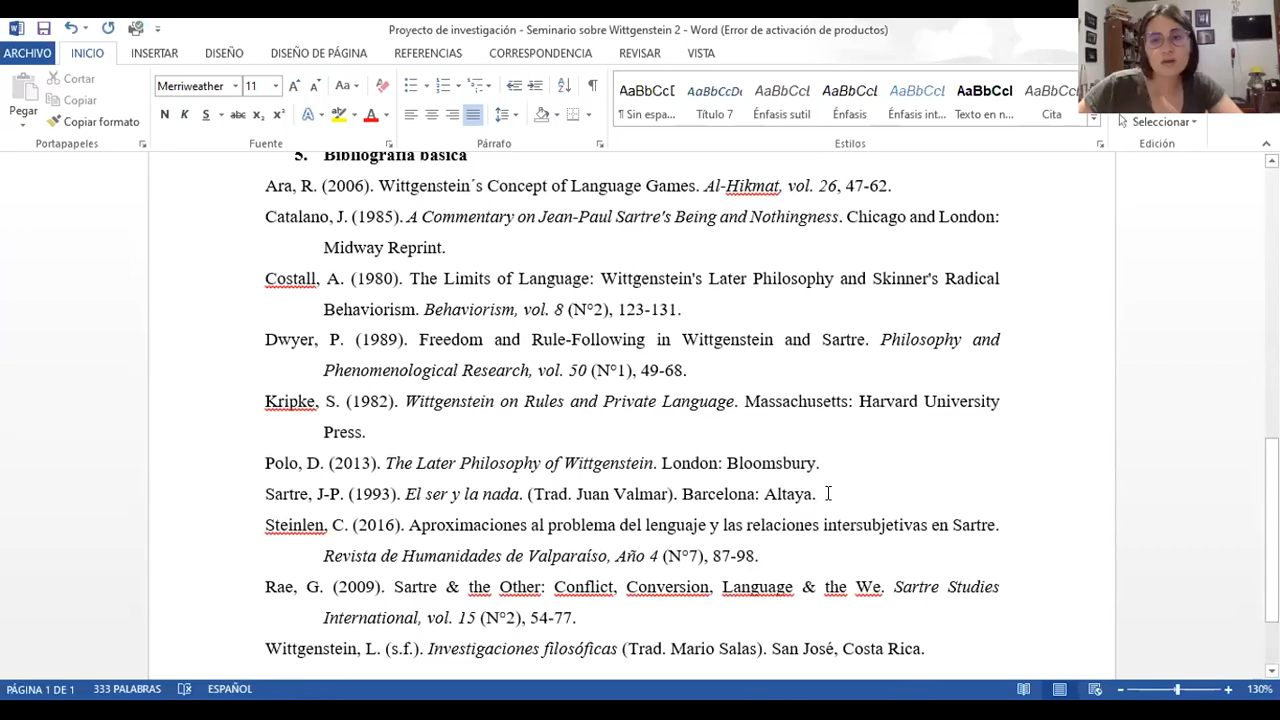 Proyecto de investigación - Seminario sobre Wittgenstein 2 - Word (Error de activación de productos)
ARCHIVO INICIO INSERTAR DISEÑO DISEÑO DE PÁGINA REFERENCIAS CORRESPONDENCIA REVISAR VISTA
Pegar
Cortar
Copiar
Copiar formato
Portapapeles
Merriweather 11
N K S abc x₂ x²
Fuente
Párrafo
AaBbCcI AaBbCcDc AaBbCcL AaBbCcL AaBbCcL AaBbCcI AaBbCcD
¶ Sin espa... Título 7 Énfasis sutil Énfasis Énfasis int... Texto en n... Cita
Estilos
Seleccionar
Edición
5. Bibliografía básica
Ara, R. (2006). Wittgenstein´s Concept of Language Games. Al-Hikmat, vol. 26, 47-62.
Catalano, J. (1985). A Commentary on Jean-Paul Sartre's Being and Nothingness. Chicago and London:
Midway Reprint.
Costall, A. (1980). The Limits of Language: Wittgenstein's Later Philosophy and Skinner's Radical
Behaviorism. Behaviorism, vol. 8 (N°2), 123-131.
Dwyer, P. (1989). Freedom and Rule-Following in Wittgenstein and Sartre. Philosophy and
Phenomenological Research, vol. 50 (N°1), 49-68.
Kripke, S. (1982). Wittgenstein on Rules and Private Language. Massachusetts: Harvard University
Press.
Polo, D. (2013). The Later Philosophy of Wittgenstein. London: Bloomsbury.
Sartre, J-P. (1993). El ser y la nada. (Trad. Juan Valmar). Barcelona: Altaya.
Steinlen, C. (2016). Aproximaciones al problema del lenguaje y las relaciones intersubjetivas en Sartre.
Revista de Humanidades de Valparaíso, Año 4 (N°7), 87-98.
Rae, G. (2009). Sartre & the Other: Conflict, Conversion, Language & the We. Sartre Studies
International, vol. 15 (N°2), 54-77.
Wittgenstein, L. (s.f.). Investigaciones filosóficas (Trad. Mario Salas). San José, Costa Rica.
PÁGINA 1 DE 1 333 PALABRAS ESPAÑOL 130%